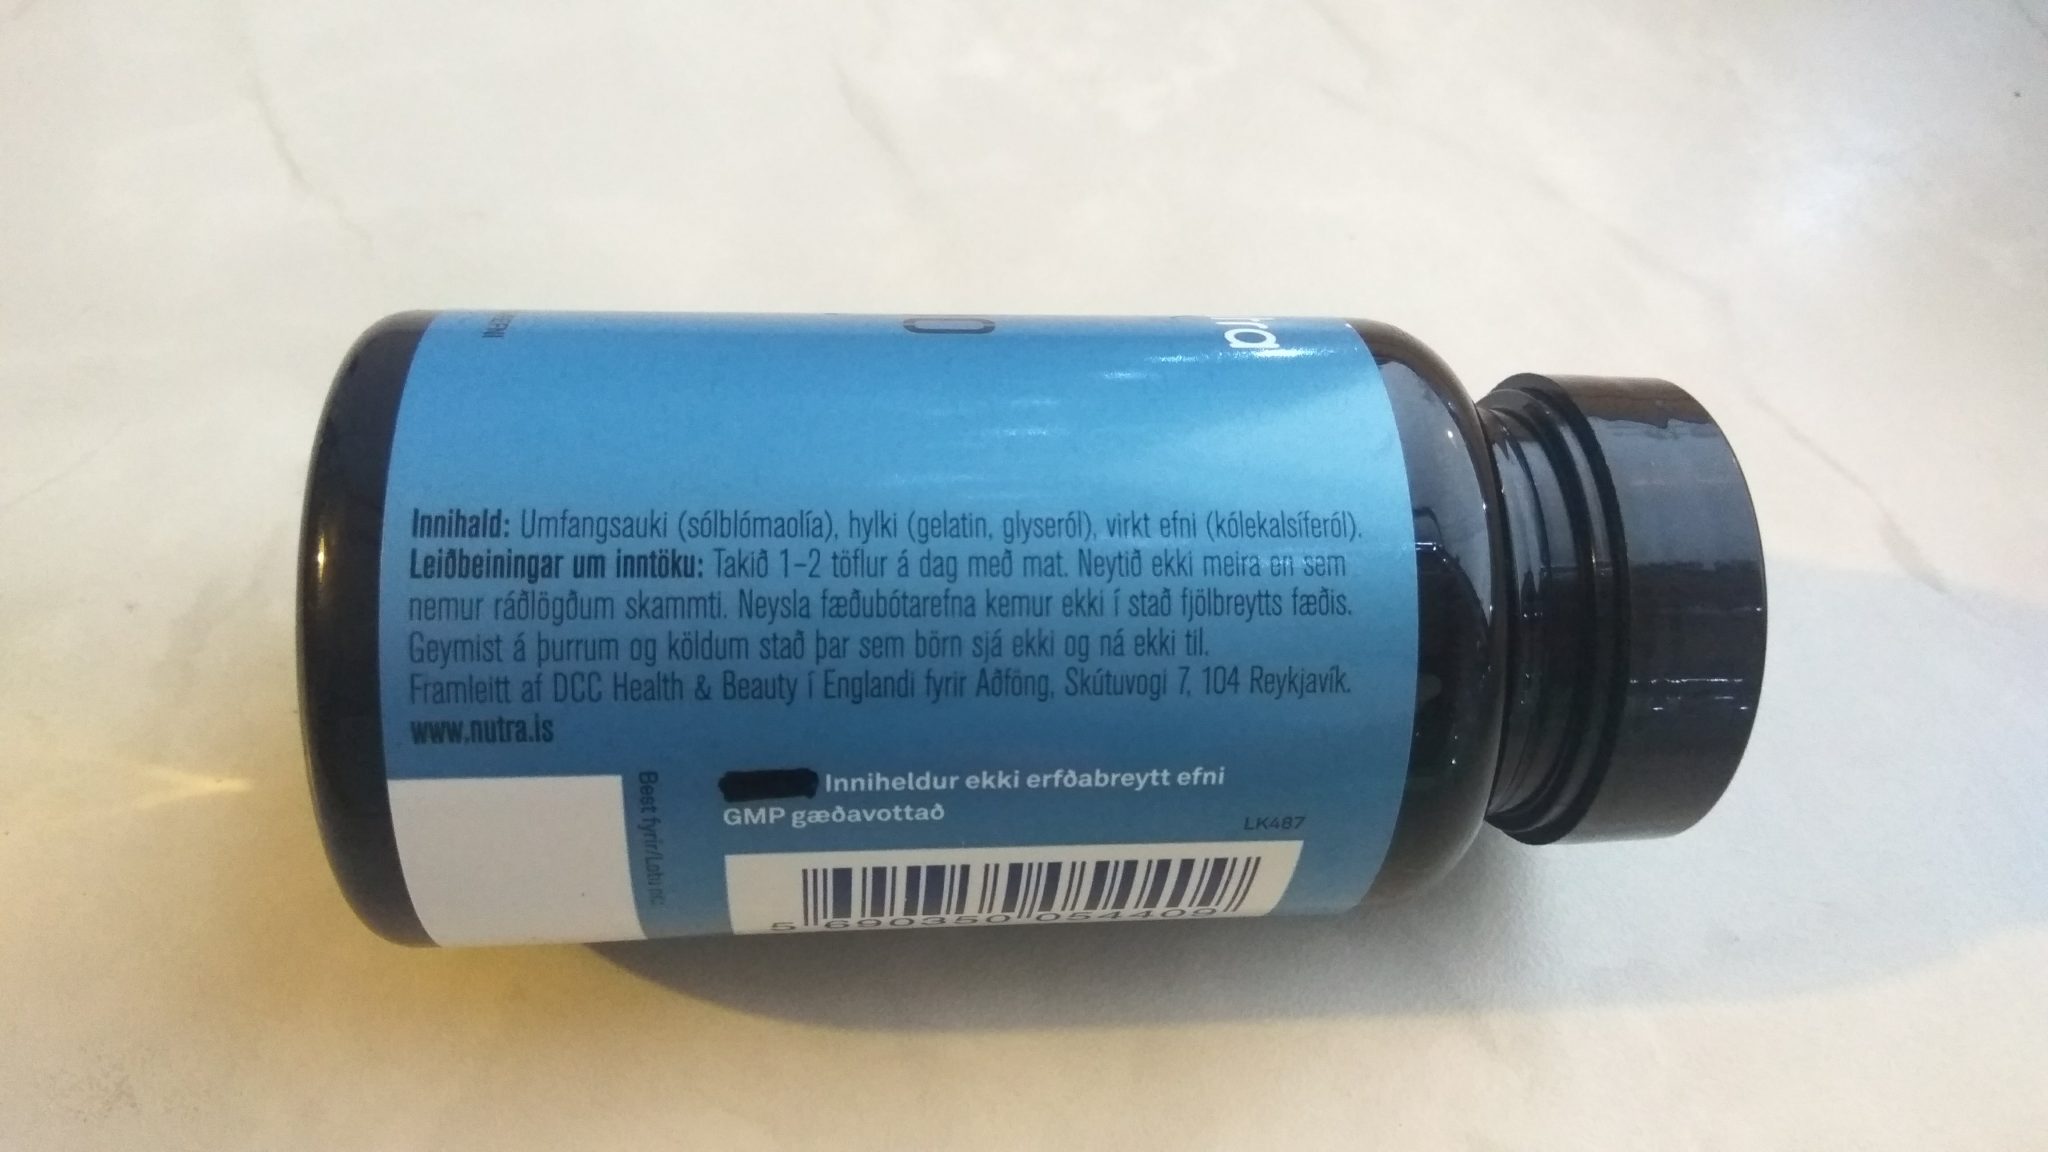 Innihald: Umfangsauki (sólblómaolía), hylki (gelatin, glyseról), virkt efni (kólekalsíferól).
Leiðbeiningar um inntöku: Takið 1–2 töflur á dag með mat. Neytið ekki meira en sem
nemur ráðlögðum skammti. Neysla fæðubótarefna kemur ekki í stað fjölbreytts fæðis.
Geymist á þurrum og köldum stað þar sem börn sjá ekki og ná ekki til.
Framleitt af DCC Health & Beauty í Englandi fyrir Aðföng, Skútuvogi 7, 104 Reykjavík.
www.nutra.is
Best fyrir/Lotu nr.:
Inniheldur ekki erfðabreytt efni
GMP gæðavottað
LK487
5 690350 054409